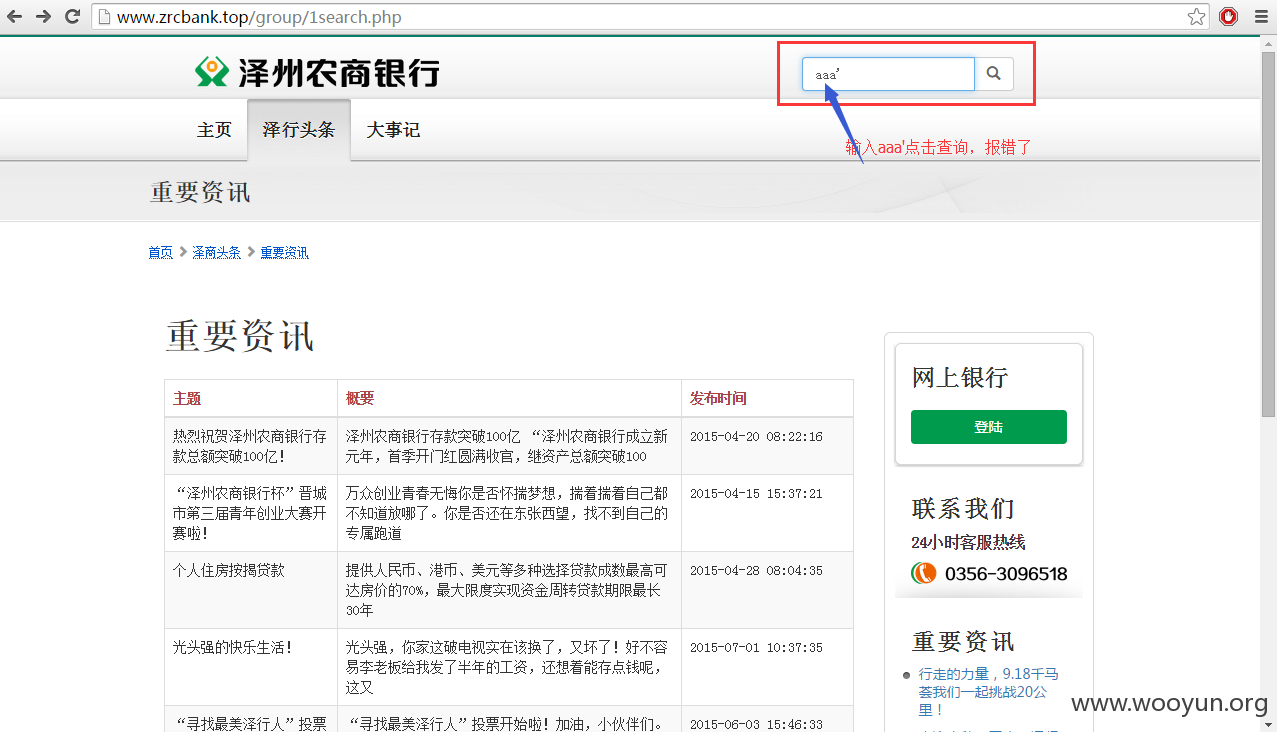 www.zrcbank.top/group/1search.php
泽州农商银行
aaa'
主页 泽行头条 大事记
输入aaa'点击查询，报错了
重要资讯
首页 泽商头条 重要资讯
重要资讯
主题 概要 发布时间
热烈祝贺泽州农商银行存
款总额突破100亿！
泽州农商银行存款突破100亿 “泽州农商银行成立新
元年，首季开门红圆满收官，继资产总额突破100
2015-04-20 08:22:16
“泽州农商银行杯”晋城
市第三届青年创业大赛开
赛啦！
万众创业青春无悔你是否怀揣梦想，揣着揣着自己都
不知道放哪了。你是否还在东张西望，找不到自己的
专属跑道
2015-04-15 15:37:21
个人住房按揭贷款
提供人民币、港币、美元等多种选择贷款成数最高可
达房价的70%，最大限度实现资金周转贷款期限最长
30年
2015-04-28 08:04:35
光头强的快乐生活！
光头强，你家这破电视实在该换了，又坏了！好不容
易李老板给我发了半年的工资，还想着能存点钱呢，
这又
2015-07-01 10:37:35
“寻找最美泽行人”投票
“寻找最美泽行人”投票开始啦！加油，小伙伴们。
2015-06-03 15:46:33
网上银行
登陆
联系我们
24小时客服热线
0356-3096518
重要资讯
行走的力量，9.18千马
荟我们一起挑战20公
里！
www.wooyun.org